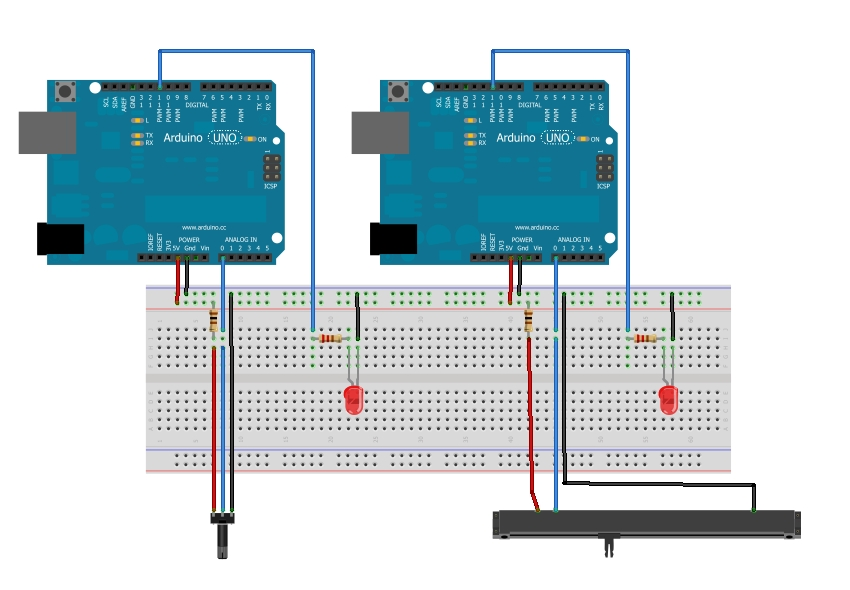 SCL SDA AREF GND 13 12 11 10 9 8 7 6 5 4 3 2 1 0
PWM PWM PWM DIGITAL PWM PWM PWM TX RX
L
TX
RX
Arduino UNO ON
1
ICSP
www.arduino.cc
POWER ANALOG IN
IOREF RESET 3V3 5V Gnd Vin 0 1 2 3 4 5
SCL SDA AREF GND 13 12 11 10 9 8 7 6 5 4 3 2 1 0
PWM PWM PWM DIGITAL PWM PWM PWM TX RX
L
TX
RX
Arduino UNO ON
1
ICSP
www.arduino.cc
POWER ANALOG IN
IOREF RESET 3V3 5V Gnd Vin 0 1 2 3 4 5